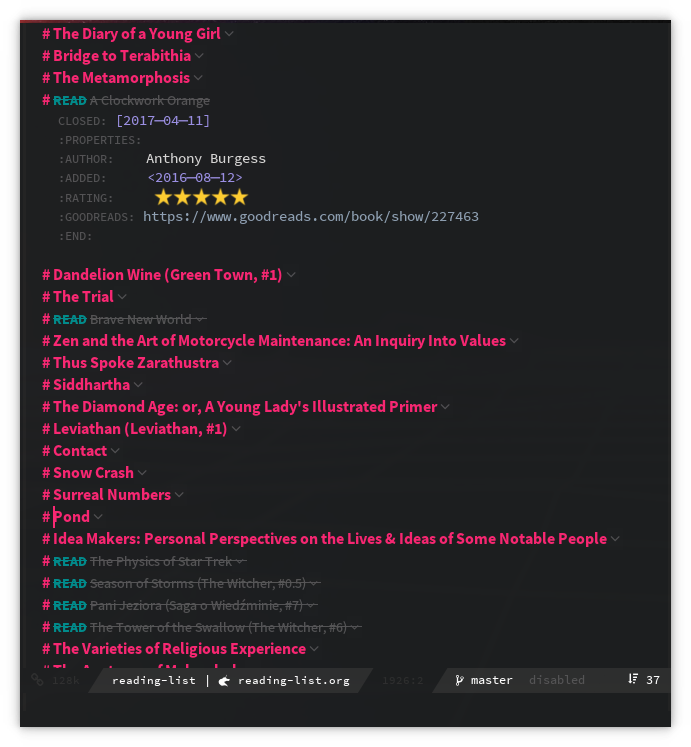 # The Diary of a Young Girl
# Bridge to Terabithia
# The Metamorphosis
# READ A Clockwork Orange
CLOSED: [2017-04-11]
:PROPERTIES:
:AUTHOR: Anthony Burgess
:ADDED: <2016-08-12>
:RATING: ⭐⭐⭐⭐⭐
:GOODREADS: https://www.goodreads.com/book/show/227463
:END:
# Dandelion Wine (Green Town, #1)
# The Trial
# READ Brave New World
# Zen and the Art of Motorcycle Maintenance: An Inquiry Into Values
# Thus Spoke Zarathustra
# Siddhartha
# The Diamond Age: or, A Young Lady's Illustrated Primer
# Leviathan (Leviathan, #1)
# Contact
# Snow Crash
# Surreal Numbers
# Pond
# Idea Makers: Personal Perspectives on the Lives & Ideas of Some Notable People
# READ The Physics of Star Trek
# READ Season of Storms (The Witcher, #0.5)
# READ Pani Jeziora (Saga o Wiedźminie, #7)
# READ The Tower of the Swallow (The Witcher, #6)
# The Varieties of Religious Experience
128k reading-list | reading-list.org 1926:2 master disabled 37